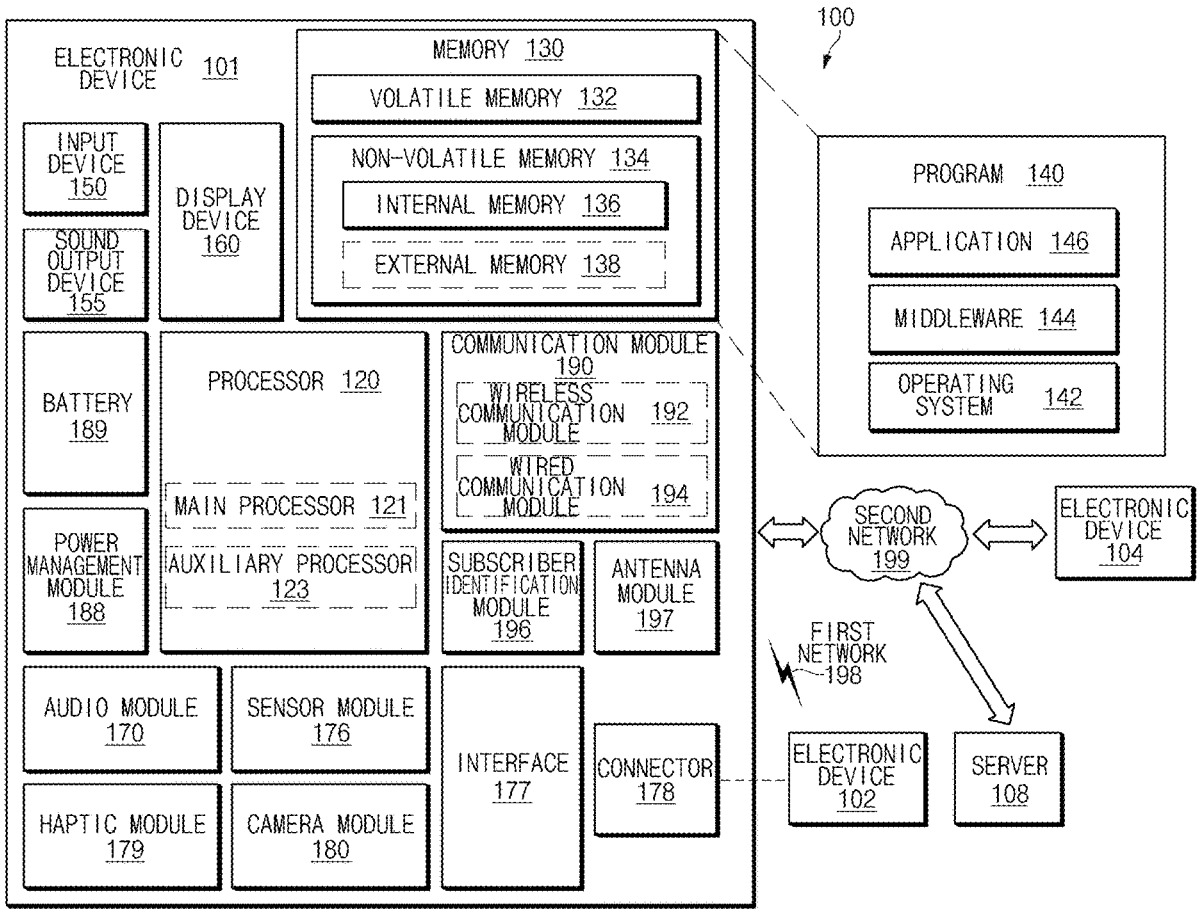 100
ELECTRONIC
DEVICE 101
MEMORY 130
VOLATILE MEMORY 132
NON-VOLATILE MEMORY 134
INTERNAL MEMORY 136
EXTERNAL MEMORY 138
INPUT
DEVICE
150
DISPLAY
DEVICE
160
SOUND
OUTPUT
DEVICE
155
PROGRAM 140
APPLICATION 146
MIDDLEWARE 144
OPERATING
SYSTEM 142
BATTERY
189
PROCESSOR 120
MAIN PROCESSOR 121
AUXILIARY PROCESSOR
123
COMMUNICATION MODULE
190
WIRELESS
COMMUNICATION 192
MODULE
WIRED
COMMUNICATION 194
MODULE
POWER
MANAGEMENT
MODULE
188
SUBSCRIBER
IDENTIFICATION
MODULE
196
ANTENNA
MODULE
197
SECOND
NETWORK
199
ELECTRONIC
DEVICE
104
FIRST
NETWORK
198
AUDIO MODULE
170
SENSOR MODULE
176
INTERFACE
177
CONNECTOR
178
ELECTRONIC
DEVICE
102
SERVER
108
HAPTIC MODULE
179
CAMERA MODULE
180